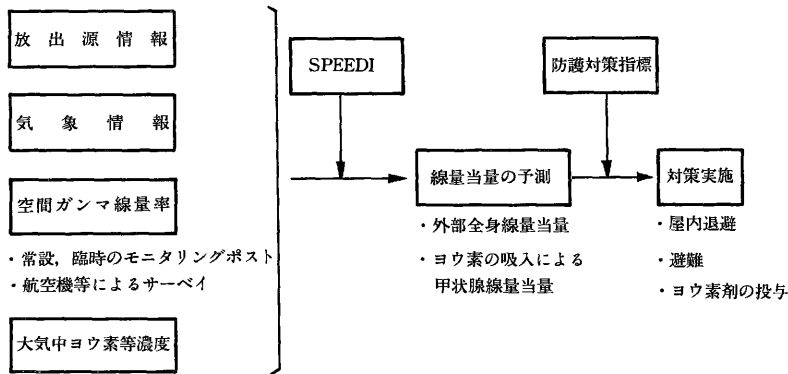 放出源情報
気象情報
空間ガンマ線量率
・常設，臨時のモニタリングポスト
・航空機等によるサーベイ
大気中ヨウ素等濃度
SPEEDI
線量当量の予測
・外部全身線量当量
・ヨウ素の吸入による
甲状腺線量当量
防護対策指標
対策実施
・屋内退避
・避難
・ヨウ素剤の投与